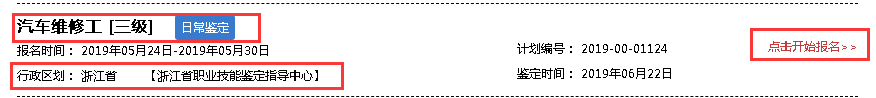 汽车维修工 [三级] 日常鉴定
报名时间： 2019年05月24日-2019年05月30日 计划编号： 2019-00-01124 点击开始报名>>
行政区划： 浙江省 【浙江省职业技能鉴定指导中心】 鉴定时间： 2019年06月22日